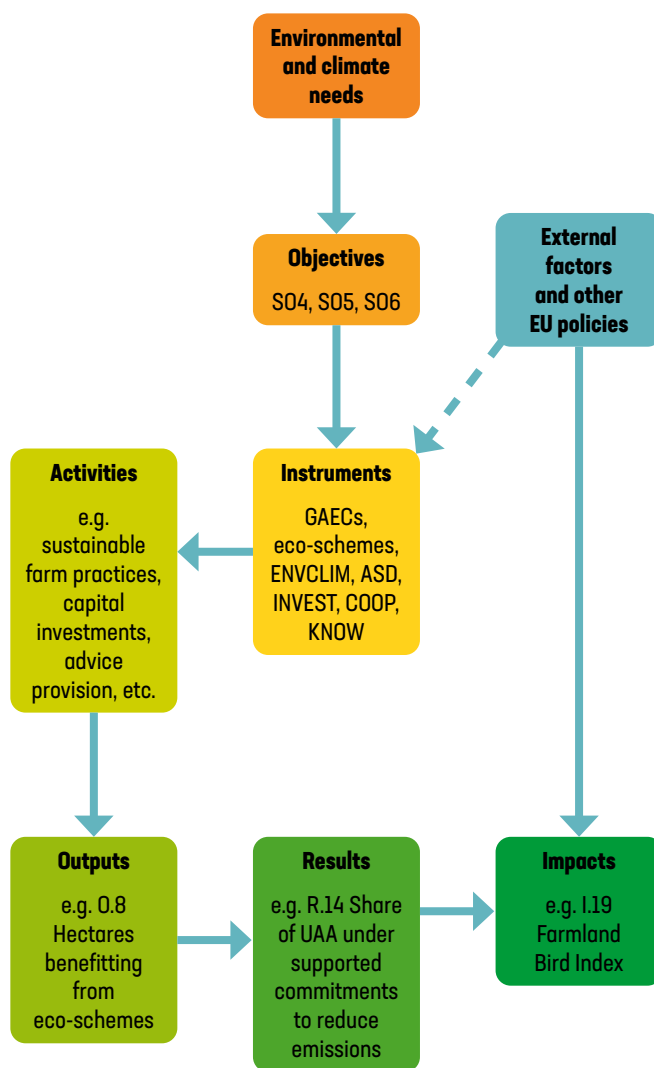 Environmental
and climate
needs
Objectives
SO4, SO5, SO6
External
factors
and other
EU policies
Activities
e.g.
sustainable
farm practices,
capital
investments,
advice
provision, etc.
Instruments
GAECs,
eco-schemes,
ENVCLIM, ASD,
INVEST, COOP,
KNOW
Outputs
e.g. O.8
Hectares
benefitting
from
eco-schemes
Results
e.g. R.14 Share
of UAA under
supported
commitments
to reduce
emissions
Impacts
e.g. I.19
Farmland
Bird Index